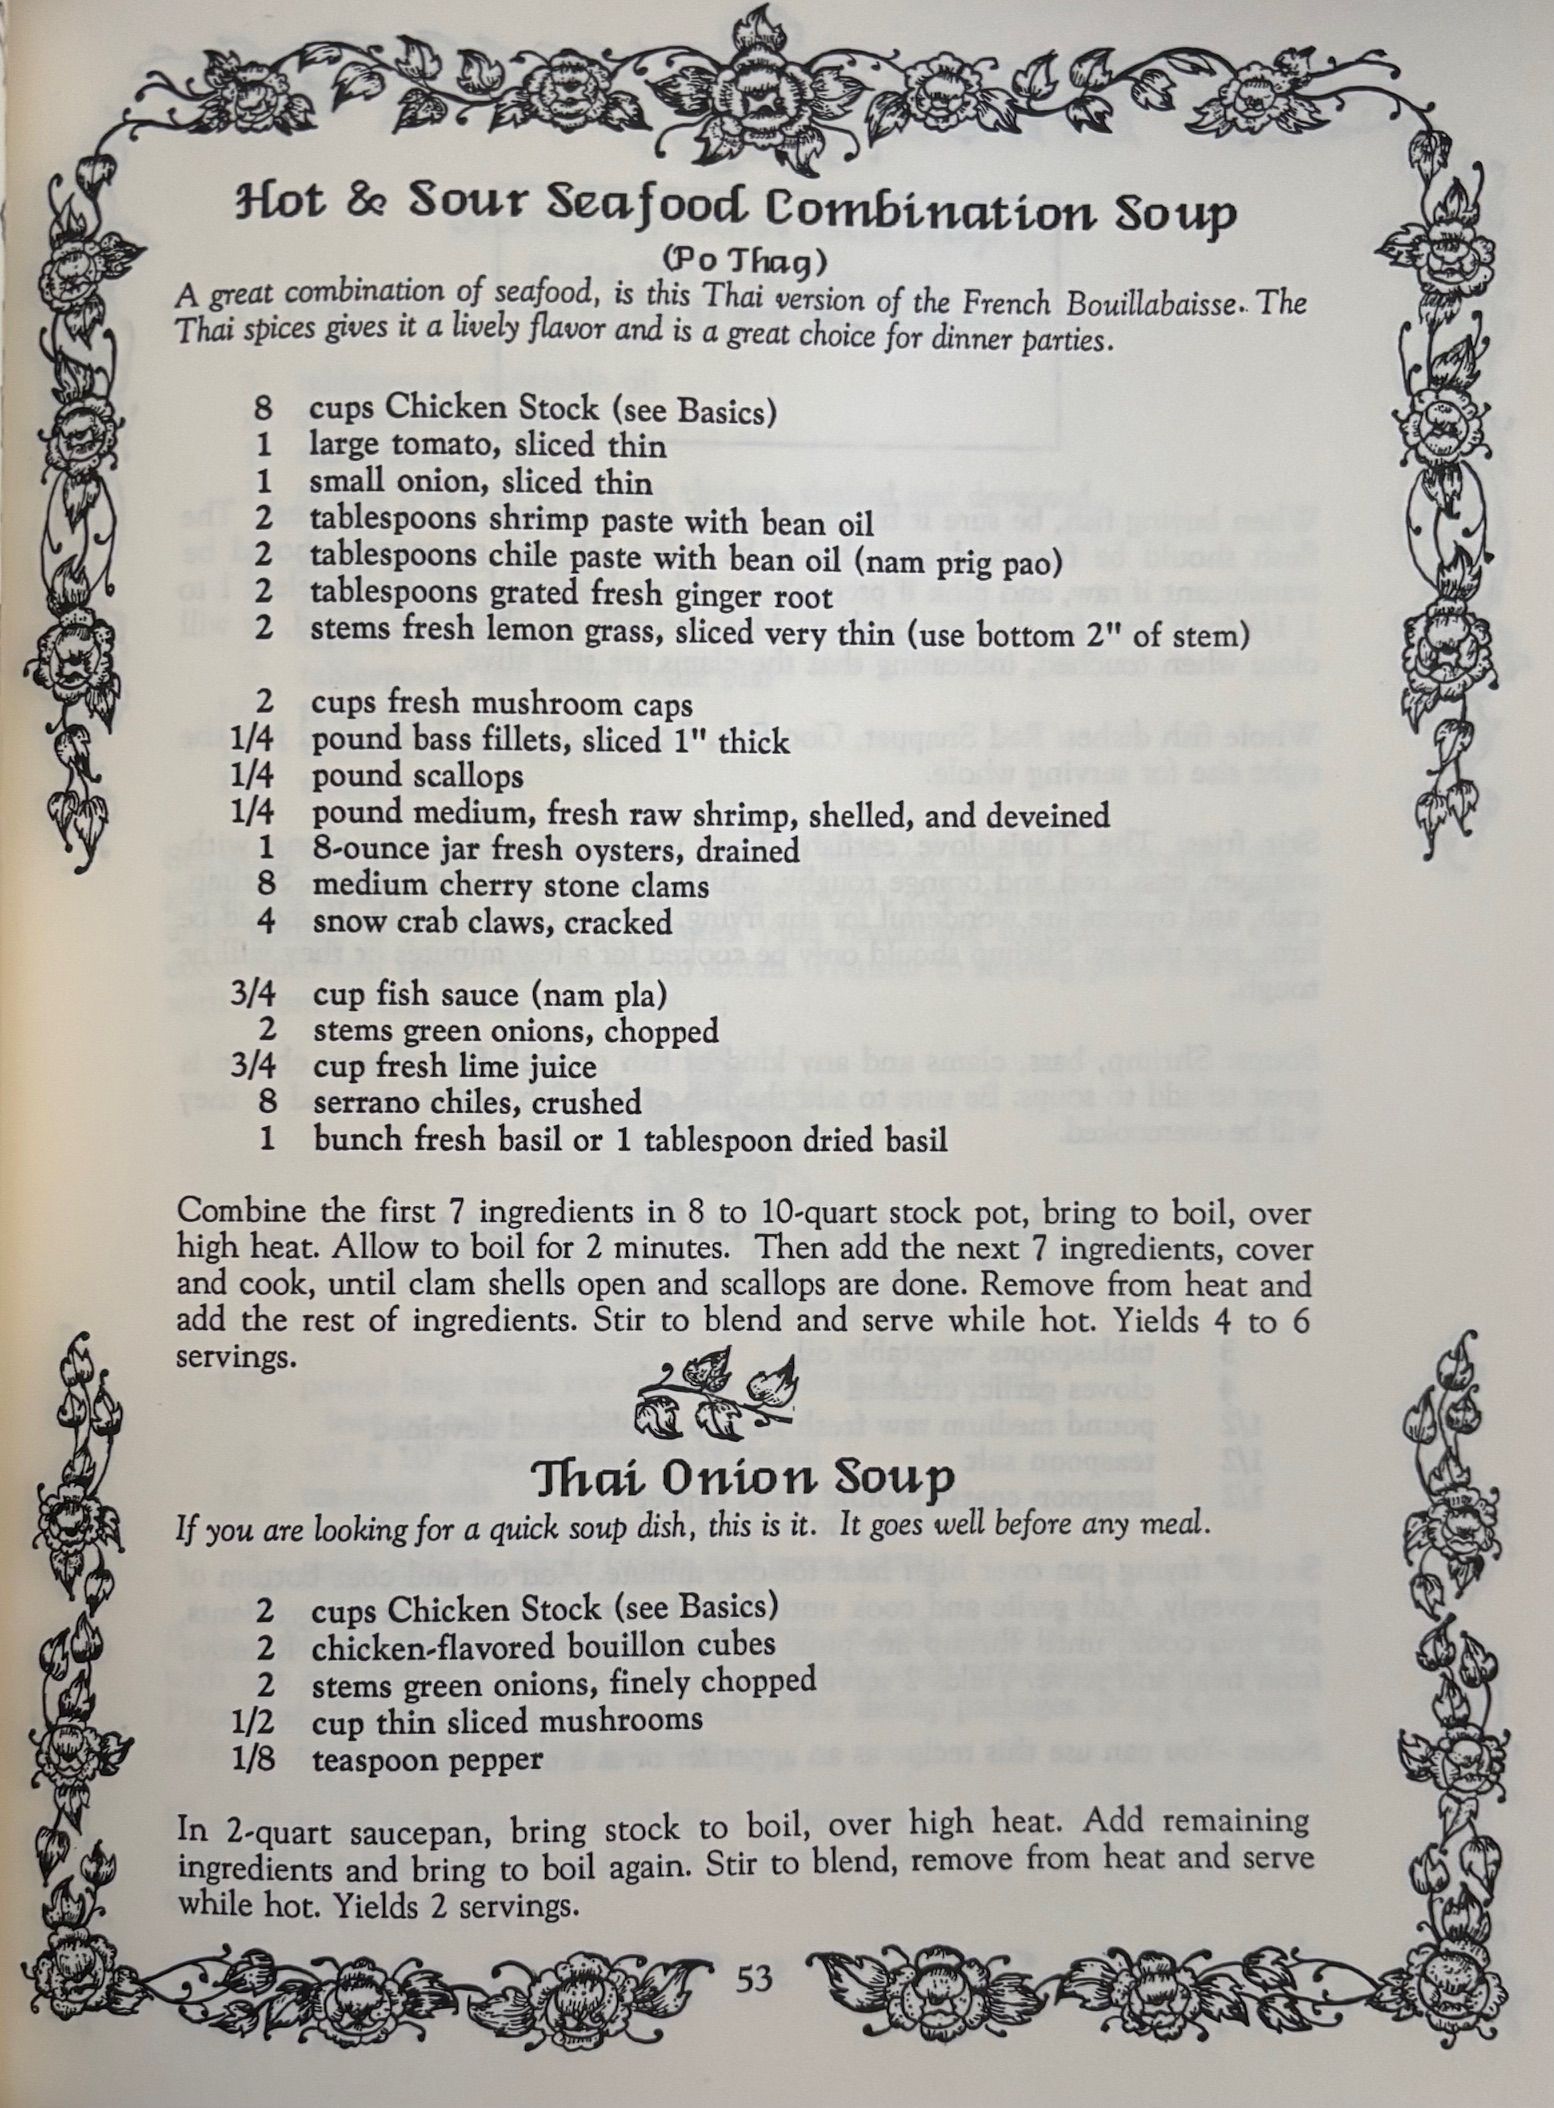 Hot & Sour Seafood Combination Soup
(Po Thag)
A great combination of seafood, is this Thai version of the French Bouillabaisse. The
Thai spices gives it a lively flavor and is a great choice for dinner parties.
8 cups Chicken Stock (see Basics)
1 large tomato, sliced thin
1 small onion, sliced thin
2 tablespoons shrimp paste with bean oil
2 tablespoons chile paste with bean oil (nam prig pao)
2 tablespoons grated fresh ginger root
2 stems fresh lemon grass, sliced very thin (use bottom 2" of stem)
2 cups fresh mushroom caps
1/4 pound bass fillets, sliced 1" thick
1/4 pound scallops
1/4 pound medium, fresh raw shrimp, shelled, and deveined
1 8-ounce jar fresh oysters, drained
8 medium cherry stone clams
4 snow crab claws, cracked
3/4 cup fish sauce (nam pla)
2 stems green onions, chopped
3/4 cup fresh lime juice
8 serrano chiles, crushed
1 bunch fresh basil or 1 tablespoon dried basil
Combine the first 7 ingredients in 8 to 10-quart stock pot, bring to boil, over
high heat. Allow to boil for 2 minutes. Then add the next 7 ingredients, cover
and cook, until clam shells open and scallops are done. Remove from heat and
add the rest of ingredients. Stir to blend and serve while hot. Yields 4 to 6
servings.
Thai Onion Soup
If you are looking for a quick soup dish, this is it. It goes well before any meal.
2 cups Chicken Stock (see Basics)
2 chicken-flavored bouillon cubes
2 stems green onions, finely chopped
1/2 cup thin sliced mushrooms
1/8 teaspoon pepper
In 2-quart saucepan, bring stock to boil, over high heat. Add remaining
ingredients and bring to boil again. Stir to blend, remove from heat and serve
while hot. Yields 2 servings.
53